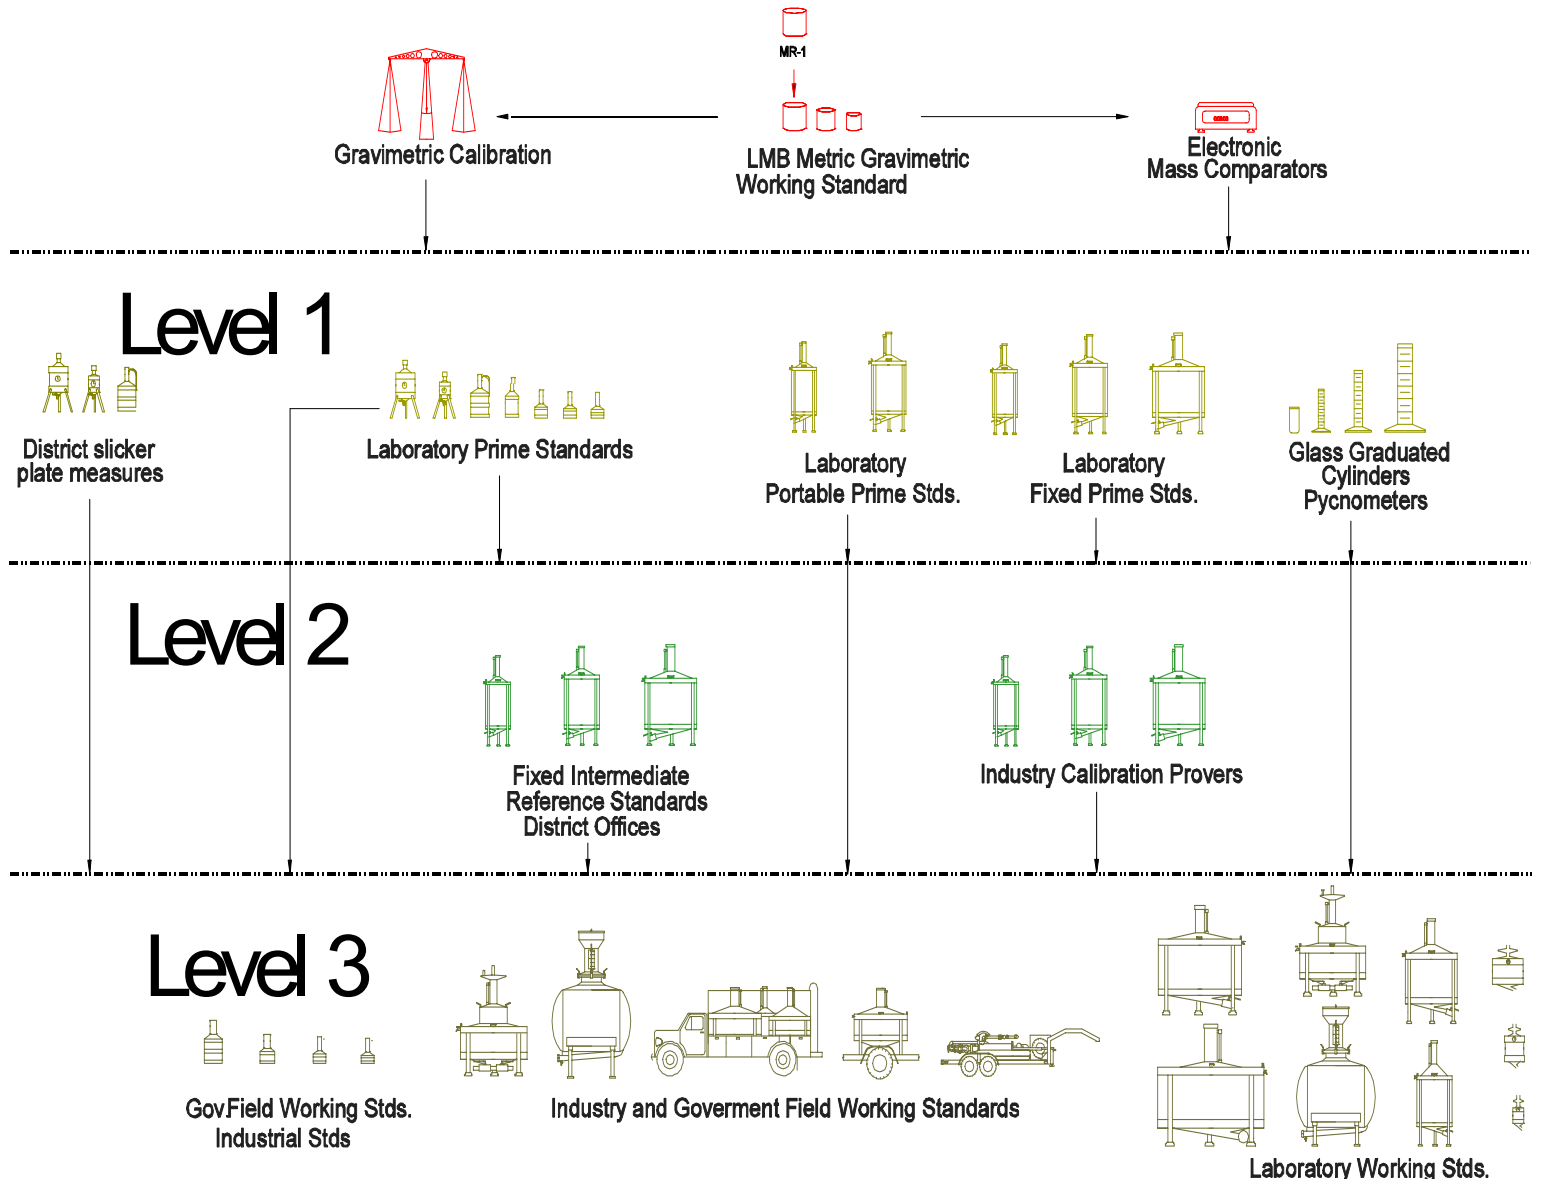 MR-1
Gravimetric Calibration
LMB Metric Gravimetric
Working Standard
Electronic
Mass Comparators
Level 1
District slicker
plate measures
Laboratory Prime Standards
Laboratory
Portable Prime Stds.
Laboratory
Fixed Prime Stds.
Glass Graduated
Cylinders
Pycnometers
Level 2
Fixed Intermediate
Reference Standards
District Offices
Industry Calibration Provers
Level 3
Gov.Field Working Stds.
Industrial Stds
Industry and Goverment Field Working Standards
Laboratory Working Stds.